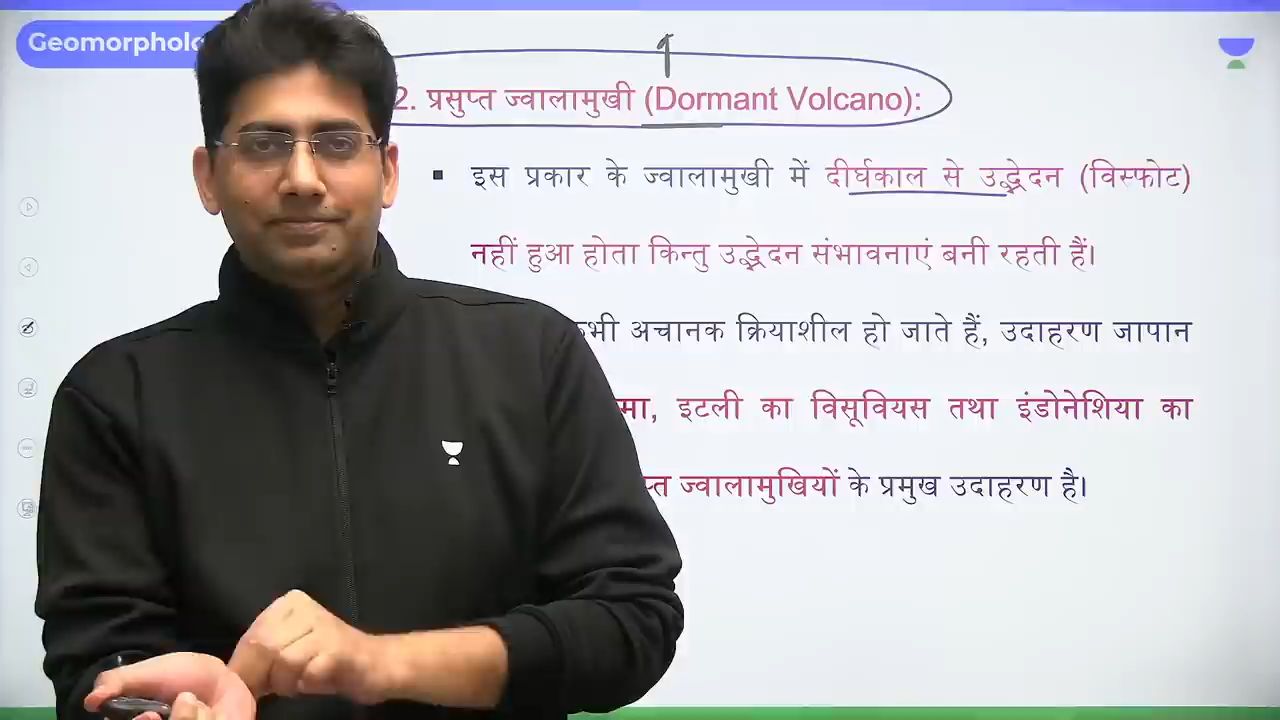 Geomorpholo
2. प्रसुप्त ज्वालामुखी (Dormant Volcano):
▪ इस प्रकार के ज्वालामुखी में दीर्घकाल से उद्भेदन (विस्फोट)
नहीं हुआ होता किन्तु उद्भेदन संभावनाएं बनी रहती हैं।
कभी अचानक क्रियाशील हो जाते हैं, उदाहरण जापान
इटली का विसूवियस तथा इंडोनेशिया का
ज्वालामुखियों के प्रमुख उदाहरण है।